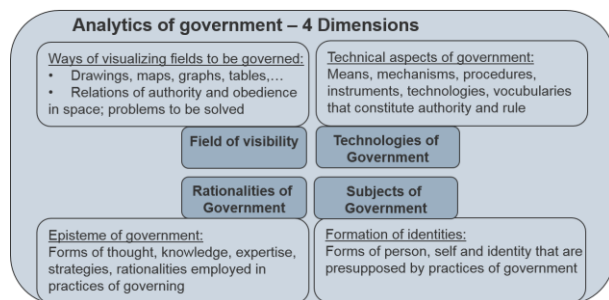 Analytics of government – 4 Dimensions
Ways of visualizing fields to be governed:
• Drawings, maps, graphs, tables,…
• Relations of authority and obedience
in space; problems to be solved
Technical aspects of government:
Means, mechanisms, procedures,
instruments, technologies, vocubularies
that constitute authority and rule
Field of visibility
Technologies of
Government
Rationalities of
Government
Subjects of
Government
Episteme of government:
Forms of thought, knowledge, expertise,
strategies, rationalities employed in
practices of governing
Formation of identities:
Forms of person, self and identity that are
presupposed by practices of government